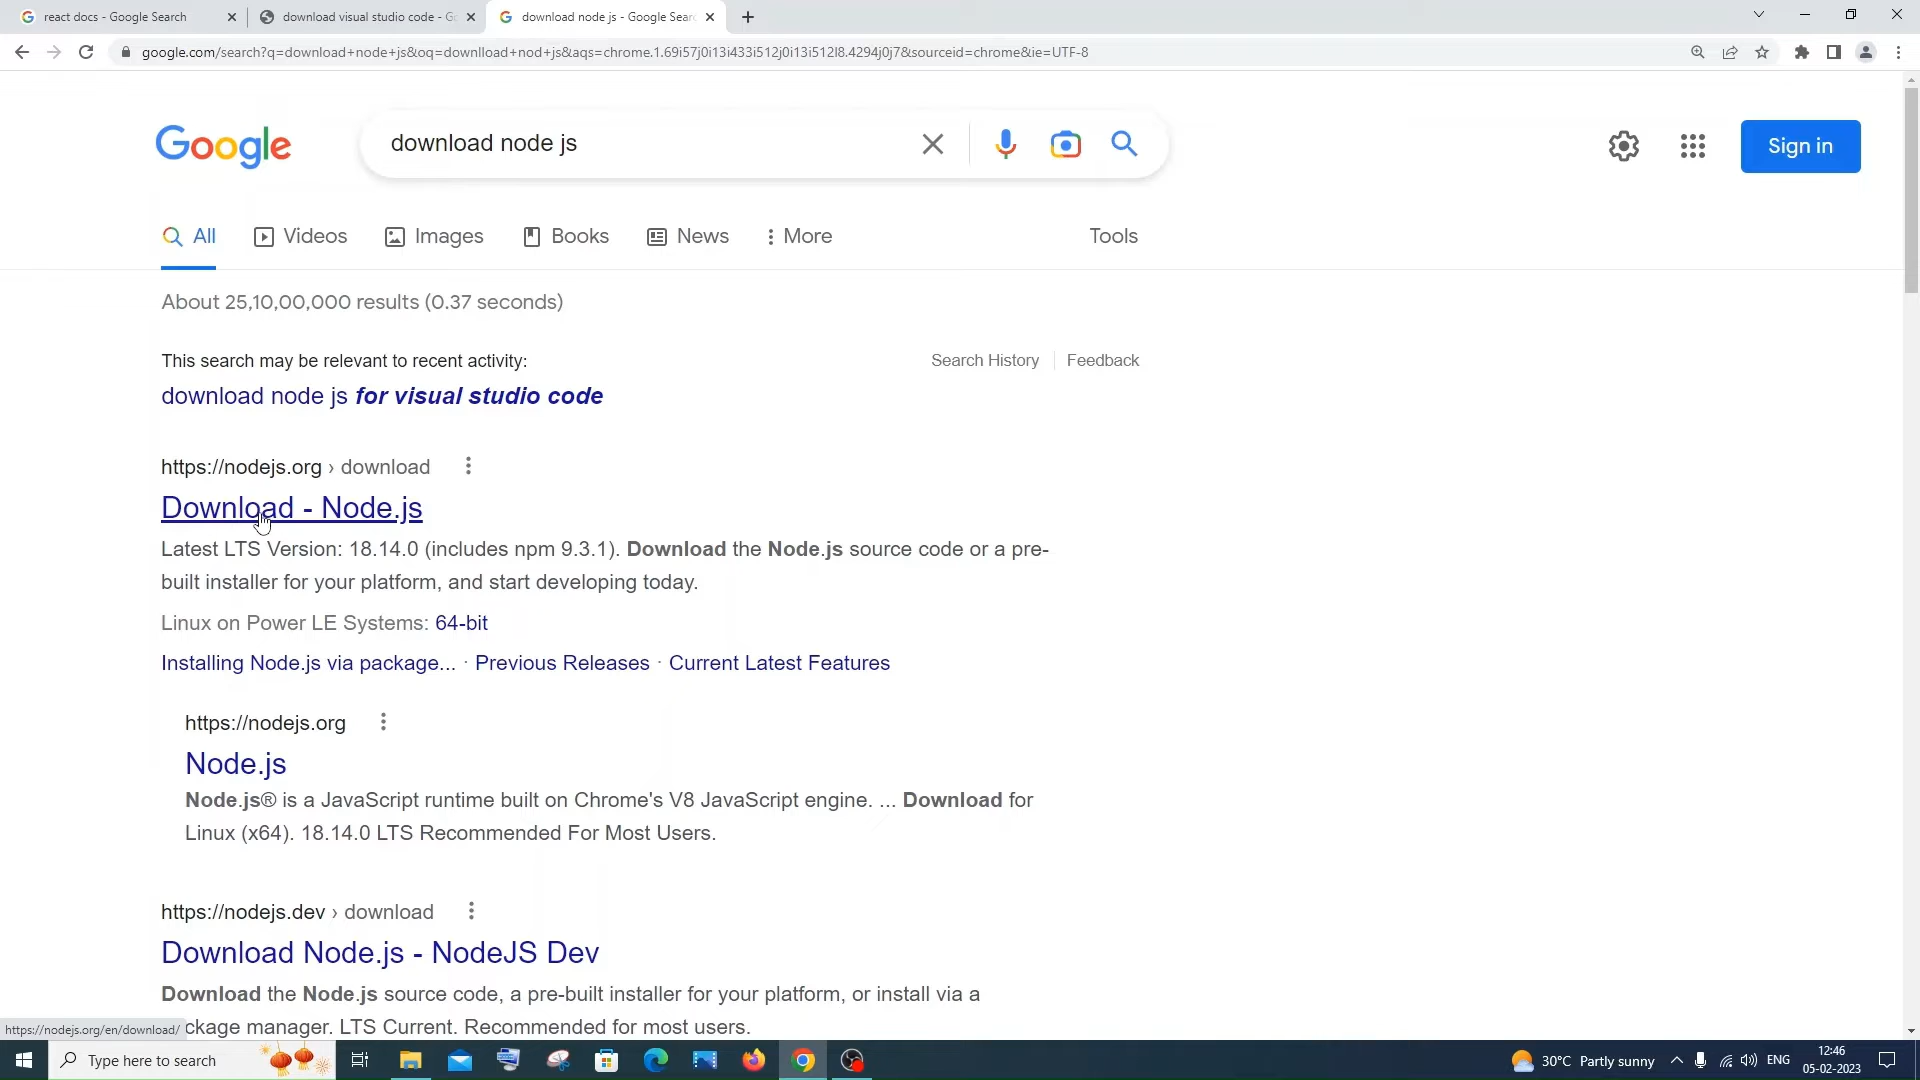 react docs - Google Search
download visual studio code - Go
download node js - Google Sear
google.com/search?q=download+node+js&oq=downlload+nod+js&aqs=chrome.1.69i57j0i13i433i512j0i13i512l8.4294j0j7&sourceid=chrome&ie=UTF-8
Google
download node js
Sign in
All
Videos
Images
Books
News
More
Tools
About 25,10,00,000 results (0.37 seconds)
This search may be relevant to recent activity:
Search History
Feedback
download node js for visual studio code
https://nodejs.org › download
Download - Node.js
Latest LTS Version: 18.14.0 (includes npm 9.3.1). Download the Node.js source code or a pre-
built installer for your platform, and start developing today.
Linux on Power LE Systems: 64-bit
Installing Node.js via package... · Previous Releases · Current Latest Features
https://nodejs.org
Node.js
Node.js® is a JavaScript runtime built on Chrome's V8 JavaScript engine. ... Download for
Linux (x64). 18.14.0 LTS Recommended For Most Users.
https://nodejs.dev › download
Download Node.js - NodeJS Dev
Download the Node.js source code, a pre-built installer for your platform, or install via a
ckage manager. LTS Current. Recommended for most users.
https://nodejs.org/en/download/
Type here to search
30°C Partly sunny
ENG
12:46
05-02-2023